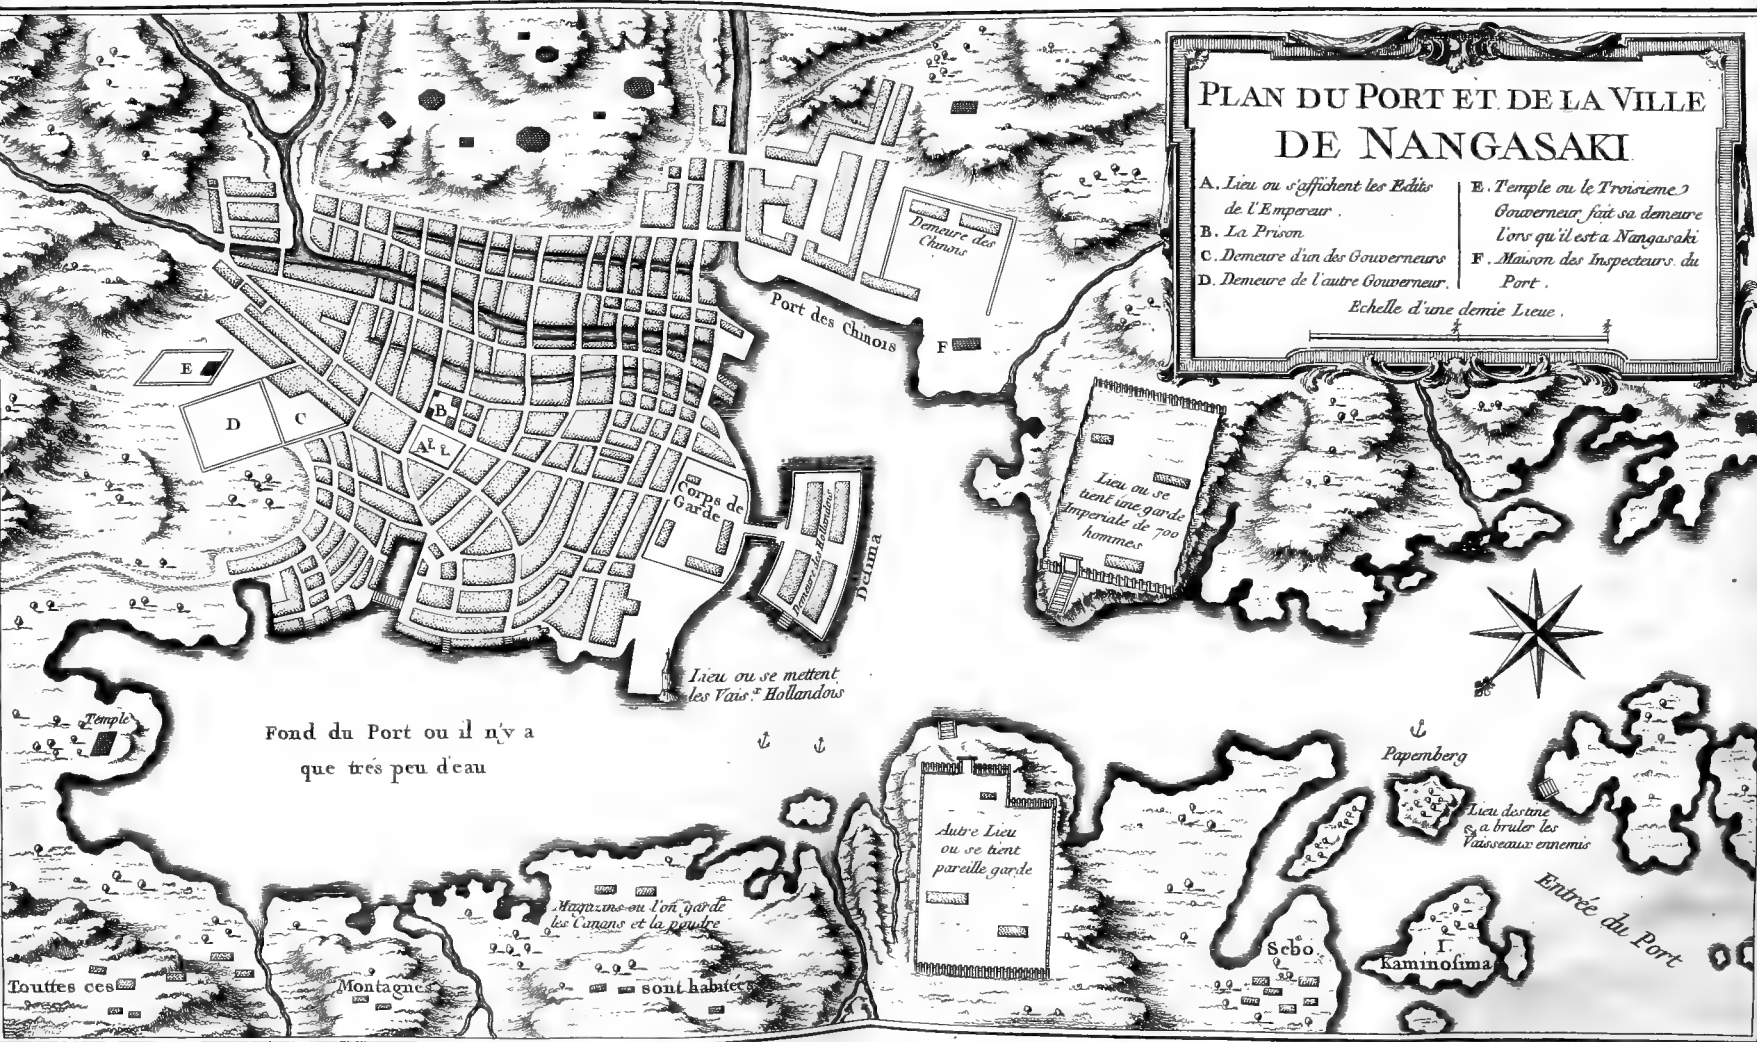 PLAN DU PORT ET DE LA VILLE
DE NANGASAKI
A. Lieu ou s'affichent les Edits
de l'Empereur.
B. La Prison
C. Demeure d'un des Gouverneurs
D. Demeure de l'autre Gouverneur.
E. Temple ou le Troisieme
Gouverneur fait sa demeure
l'ors qu'il est a Nangasaki
F. Maison des Inspecteurs du
Port.
Echelle d'une demie Lieue.
Demeure des
Chinois
Port des Chinois
F
E
D
C
B
A
Corps de
Garde
Demeure des Hollandois
Desima
Lieu ou se
tient une garde
Imperiale de 700
hommes
Lieu ou se mettent
les Vaisx. Hollandois
Temple
Fond du Port ou il n'y a
que trés peu d'eau
Papemberg
Lieu destine
a bruler les
Vaisseaux ennemis
Autre Lieu
ou se tient
pareille garde
Entrée du Port
Magazins ou l'on garde
les Canons et la poudre
Sebo
I.
Kaminosima
Touttes ces
Montagnes
sont habitées